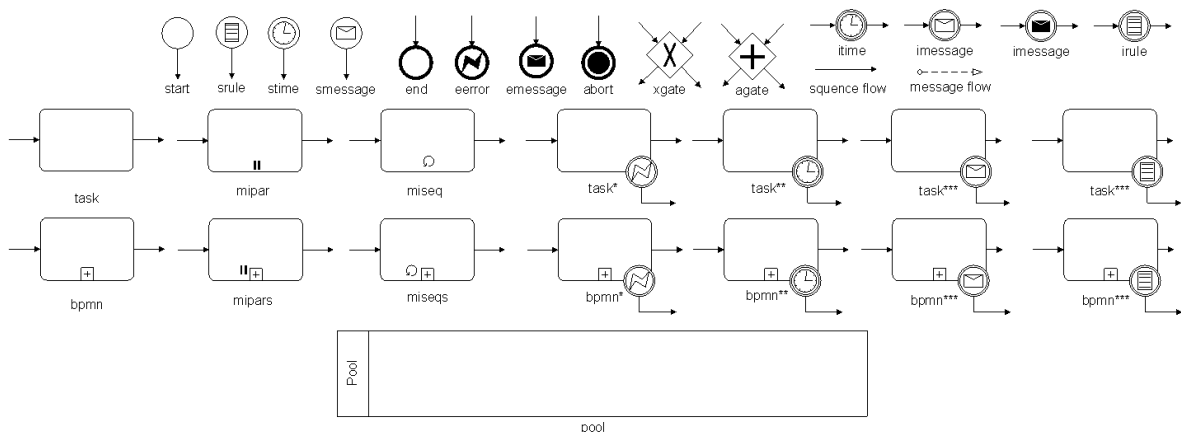 start srule stime smessage end eerror emessage abort xgate agate itime imessage imessage irule
squence flow message flow
task mipar miseq task* task** task*** task***
bpmn mipars miseqs bpmn* bpmn** bpmn*** bpmn***
Pool
pool